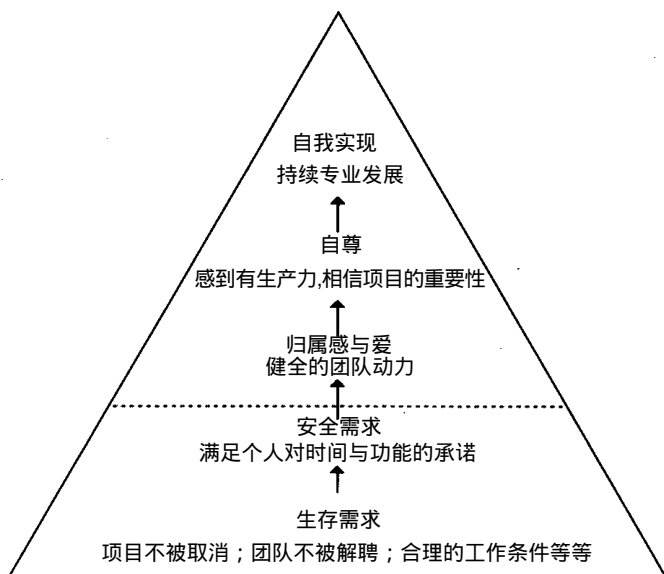 自我实现
持续专业发展
自尊
感到有生产力,相信项目的重要性
归属感与爱
健全的团队动力
安全需求
满足个人对时间与功能的承诺
生存需求
项目不被取消；团队不被解聘；合理的工作条件等等